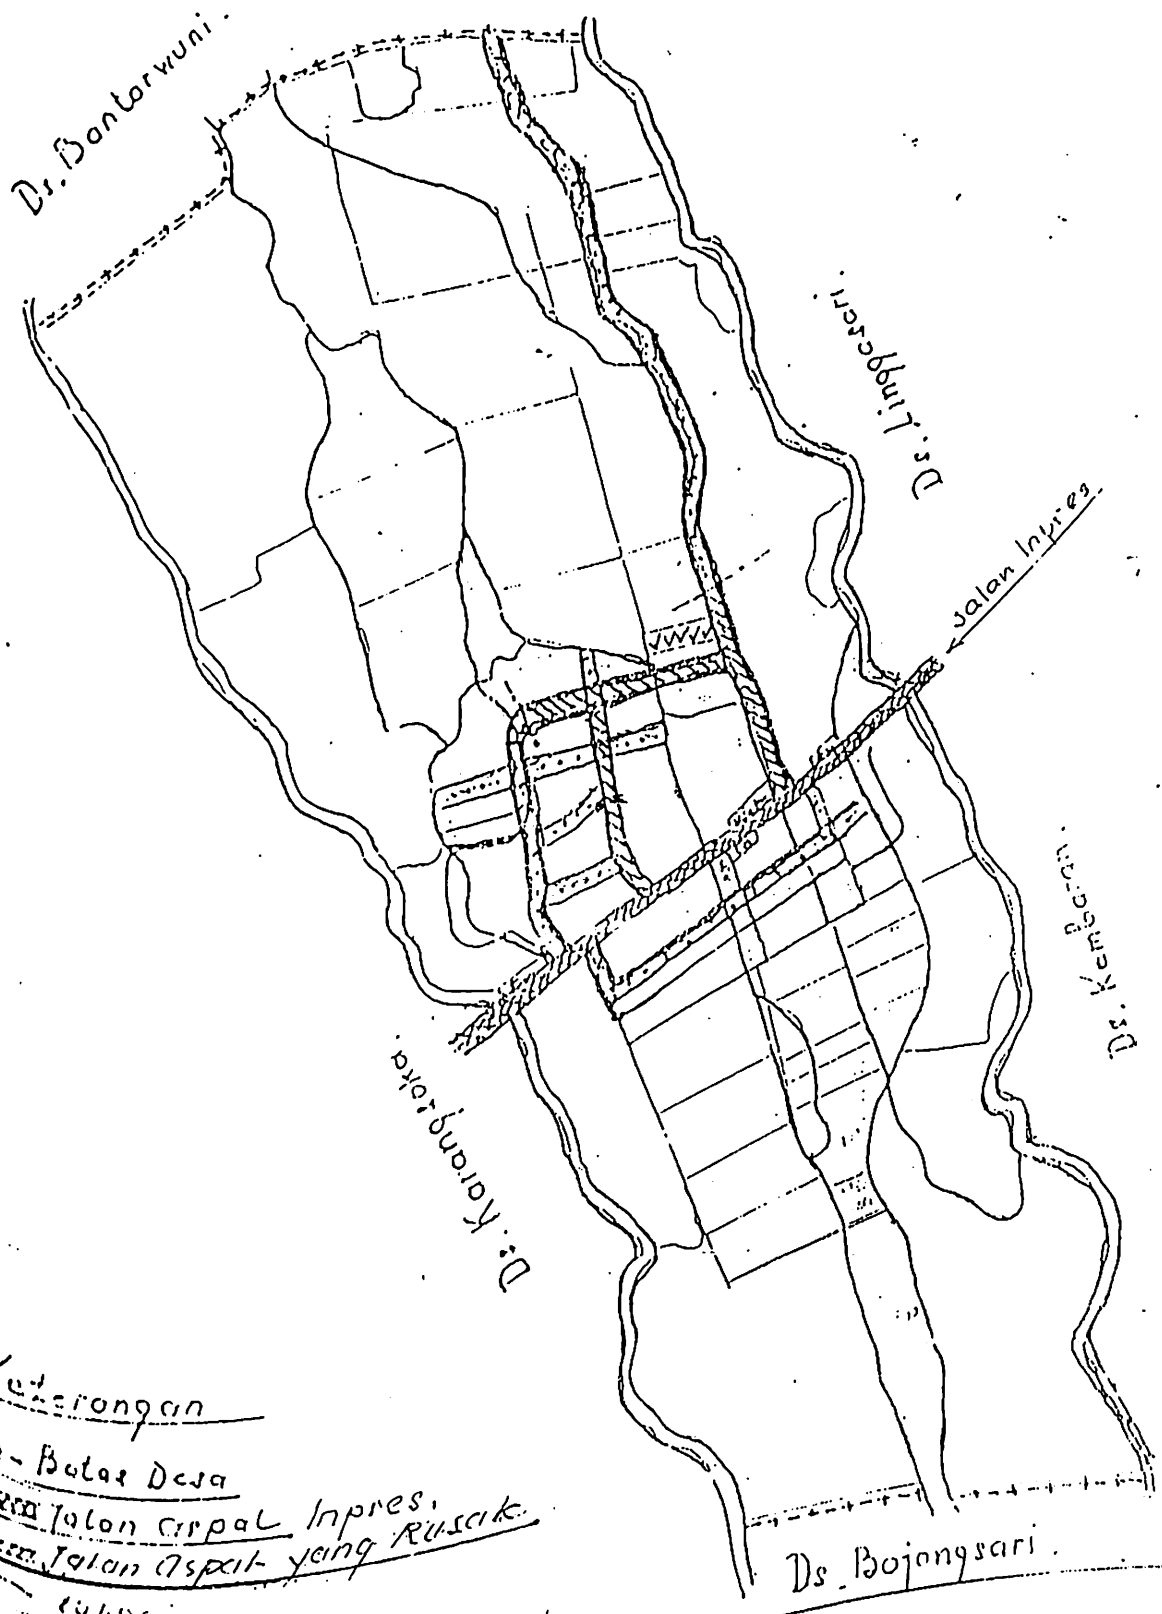 Ds. Bantarwuni.
Ds. Linggasari.
Jalan Inpres.
Ds. Kembaran.
Ds. Karangsoka.
Keterangan
- Batas Desa
Jalan Aspal Inpres.
Jalan Aspal yang Rusak.
Ds. Bojongsari.